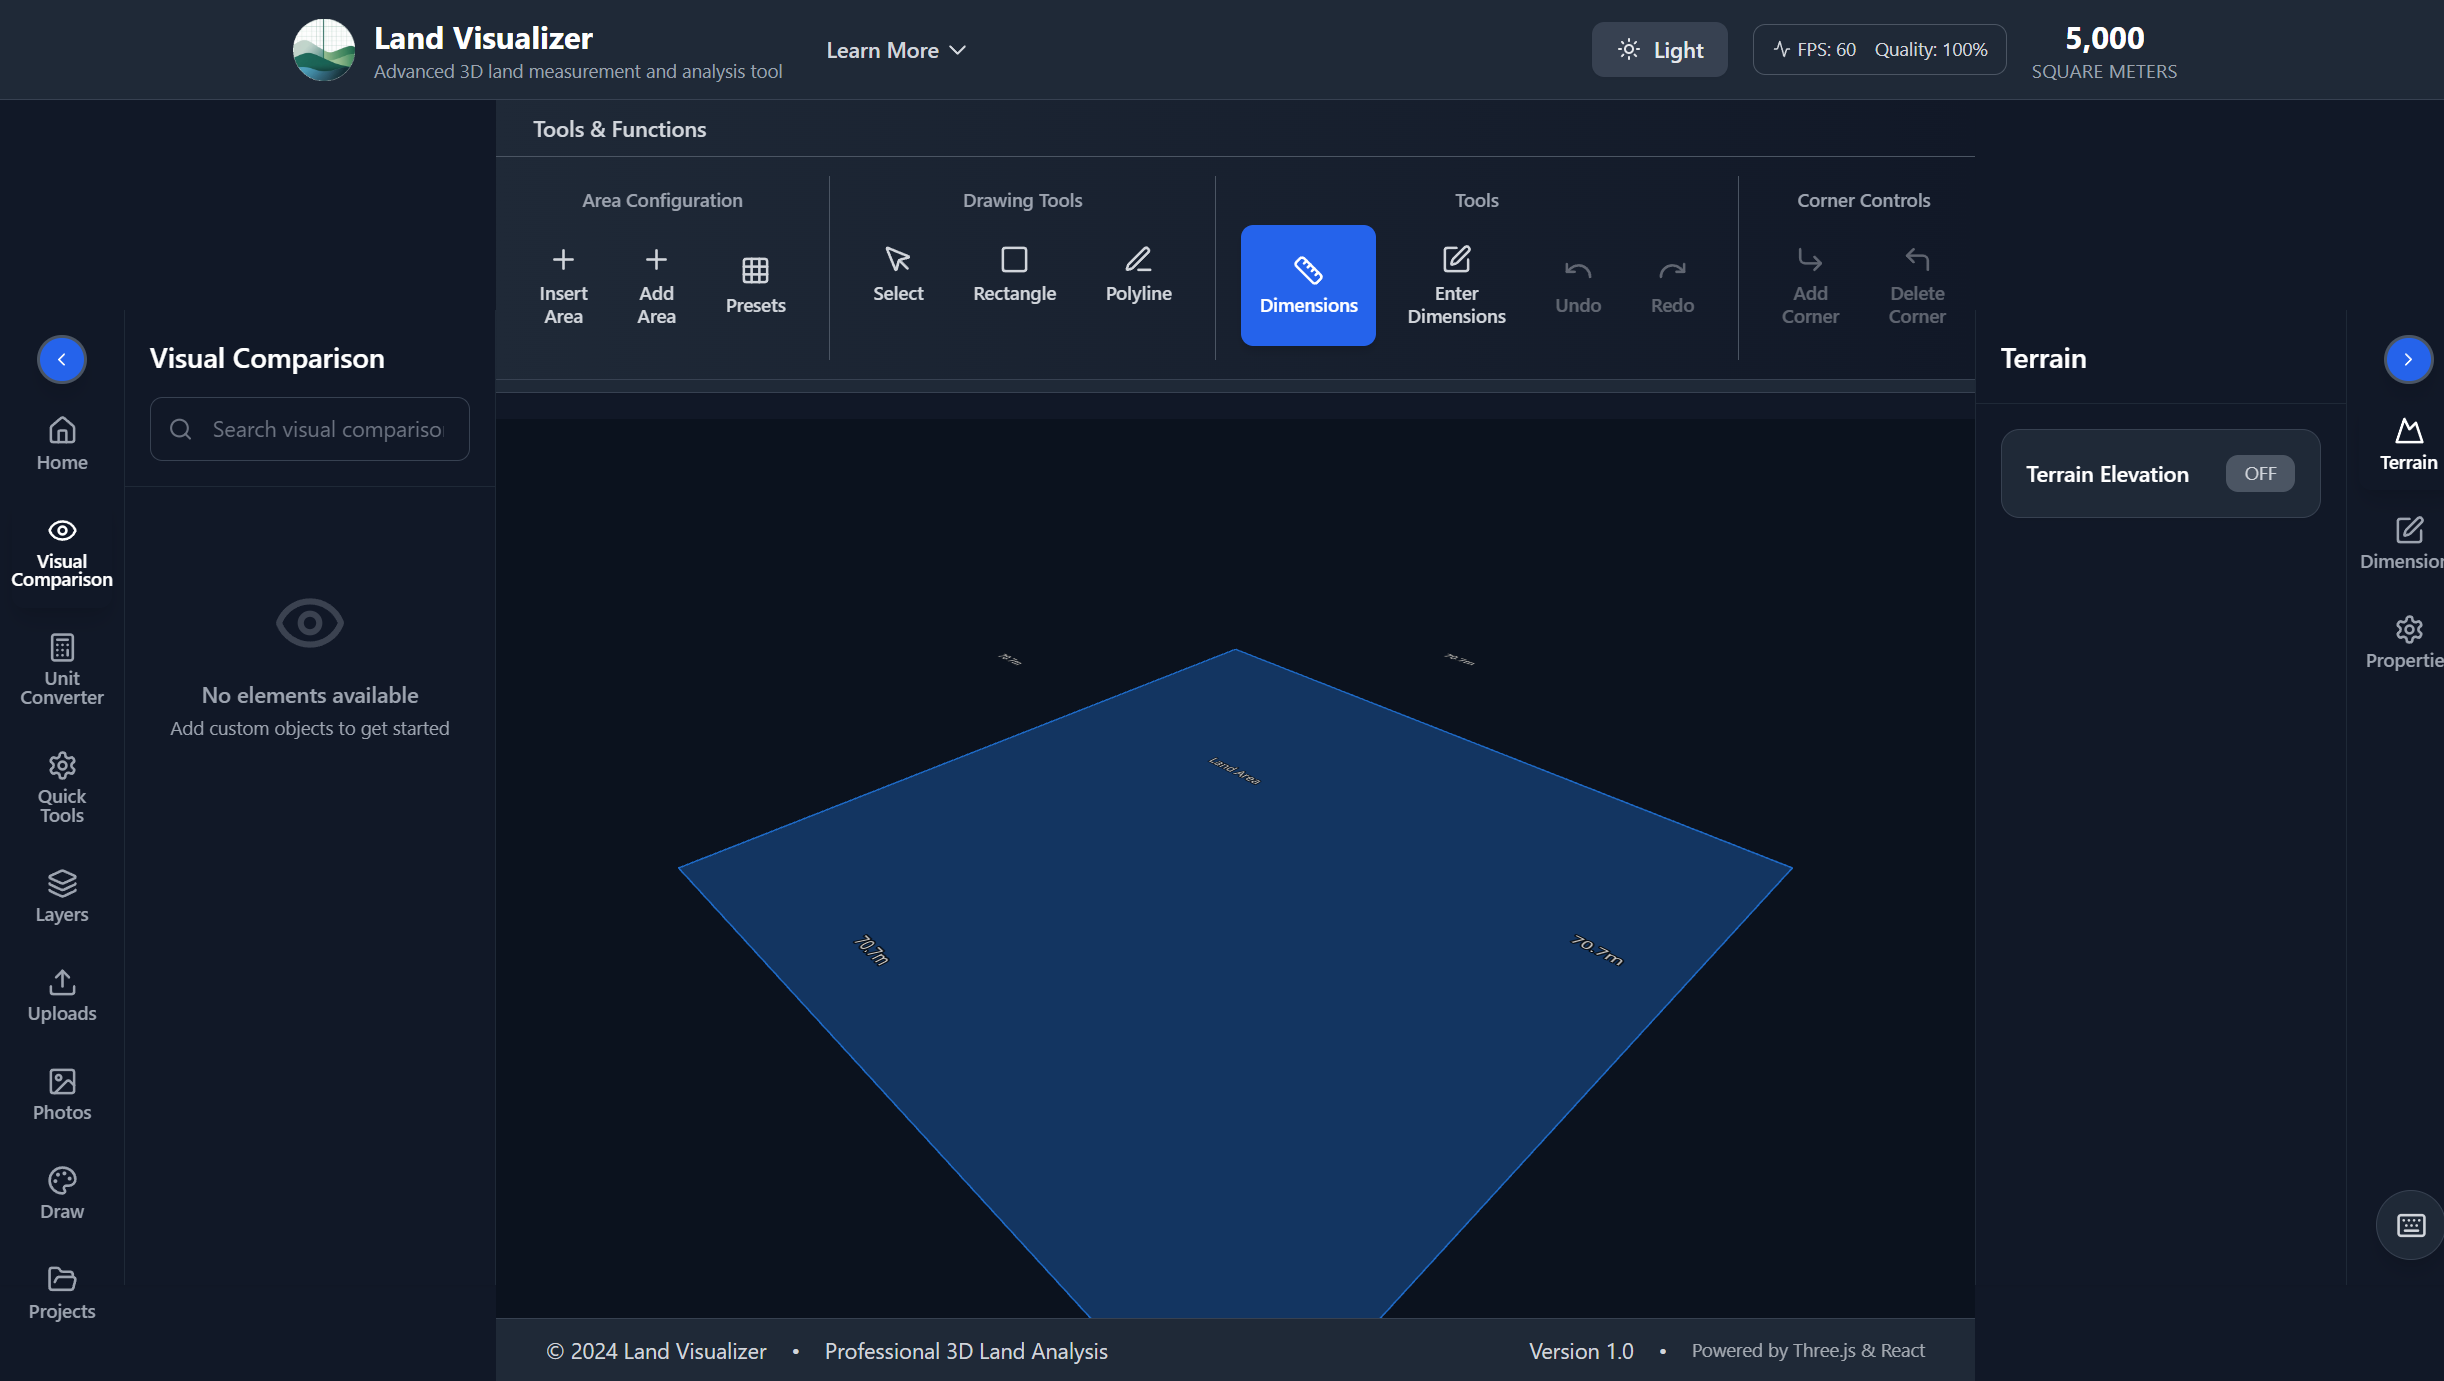 Land Visualizer
Advanced 3D land measurement and analysis tool
Learn More
Light
FPS: 60 Quality: 100%
5,000
SQUARE METERS
Tools & Functions
Area Configuration
Insert
Area
Add
Area
Presets
Drawing Tools
Select
Rectangle
Polyline
Tools
Dimensions
Enter
Dimensions
Undo
Redo
Corner Controls
Add
Corner
Delete
Corner
Home
Visual
Comparison
Unit
Converter
Quick
Tools
Layers
Uploads
Photos
Draw
Projects
Visual Comparison
Search visual compariso
No elements available
Add custom objects to get started
70.7m
70.7m
Land Area
70.7m
70.7m
Terrain
Terrain Elevation OFF
Terrain
Dimension
Propertie
© 2024 Land Visualizer • Professional 3D Land Analysis
Version 1.0 • Powered by Three.js & React